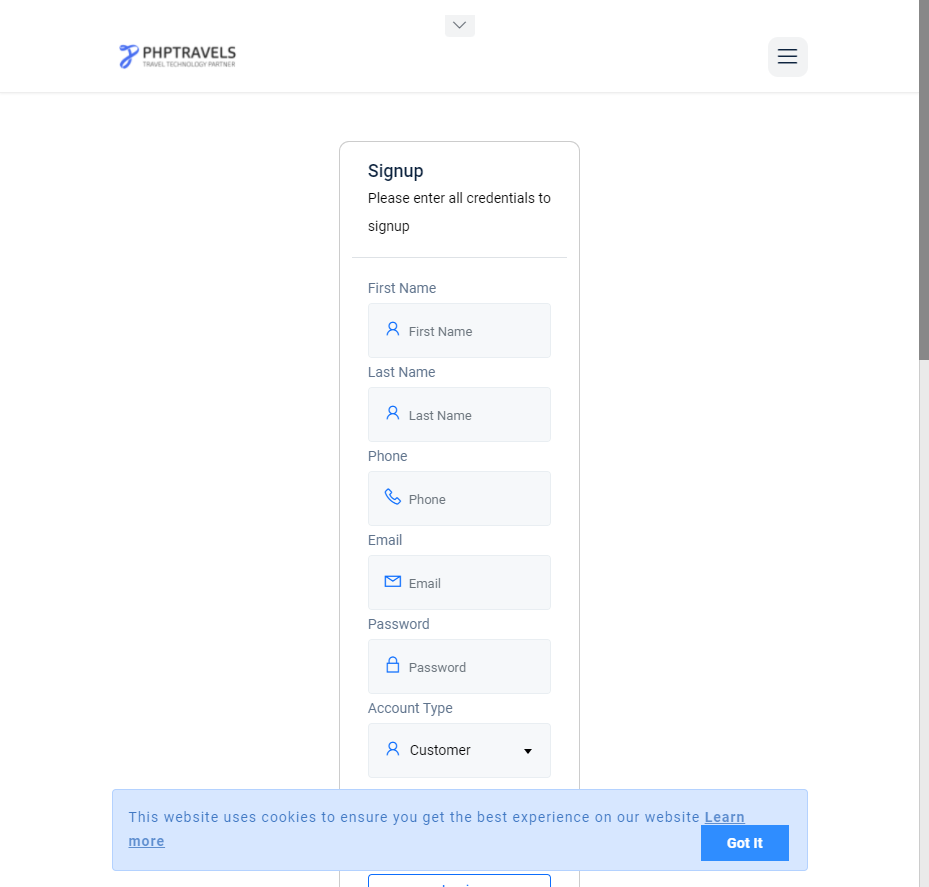 PHPTRAVELS
TRAVEL TECHNOLOGY PARTNER
Signup
Please enter all credentials to
signup
First Name
First Name
Last Name
Last Name
Phone
Phone
Email
Email
Password
Password
Account Type
Customer
This website uses cookies to ensure you get the best experience on our website Learn
more
Got It